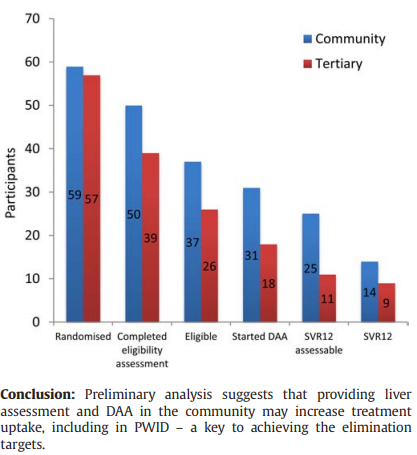 70
60
50
40
30
20
10
0
Participants
Community
Tertiary
59 57
50 39
37 26
31 18
25 11
14 9
Randomised Completed eligibility assessment Eligible Started DAA SVR12 assessable SVR12
Conclusion: Preliminary analysis suggests that providing liver
assessment and DAA in the community may increase treatment
uptake, including in PWID – a key to achieving the elimination
targets.